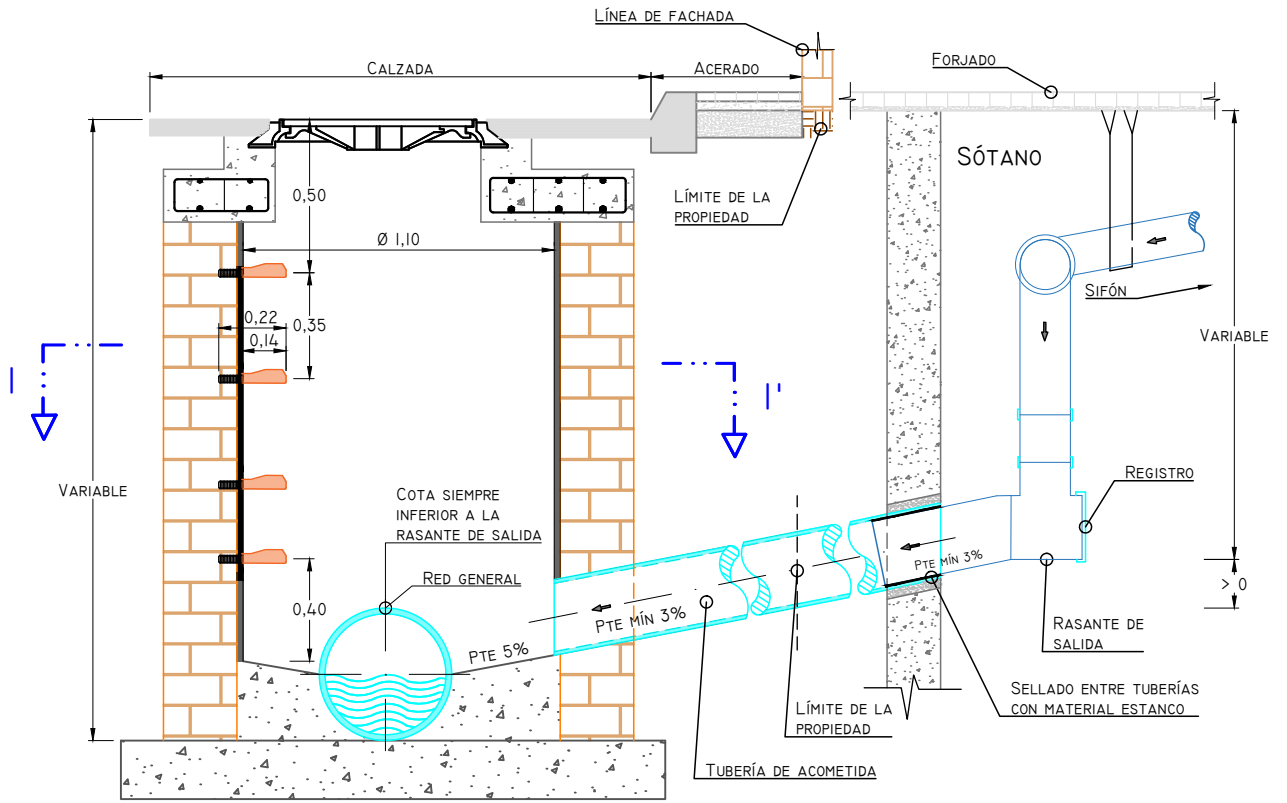 LÍNEA DE FACHADA
CALZADA
ACERADO
FORJADO
SÓTANO
LÍMITE DE LA
PROPIEDAD
0,50
Ø 1,10
SIFÓN
0,22
0,35
0,14
VARIABLE
I
I'
VARIABLE
COTA SIEMPRE
INFERIOR A LA
RASANTE DE SALIDA
REGISTRO
RED GENERAL
PTE MÍN 3%
> 0
0,40
PTE MÍN 3%
PTE 5%
RASANTE DE
SALIDA
SELLADO ENTRE TUBERÍAS
CON MATERIAL ESTANCO
LÍMITE DE LA
PROPIEDAD
TUBERÍA DE ACOMETIDA